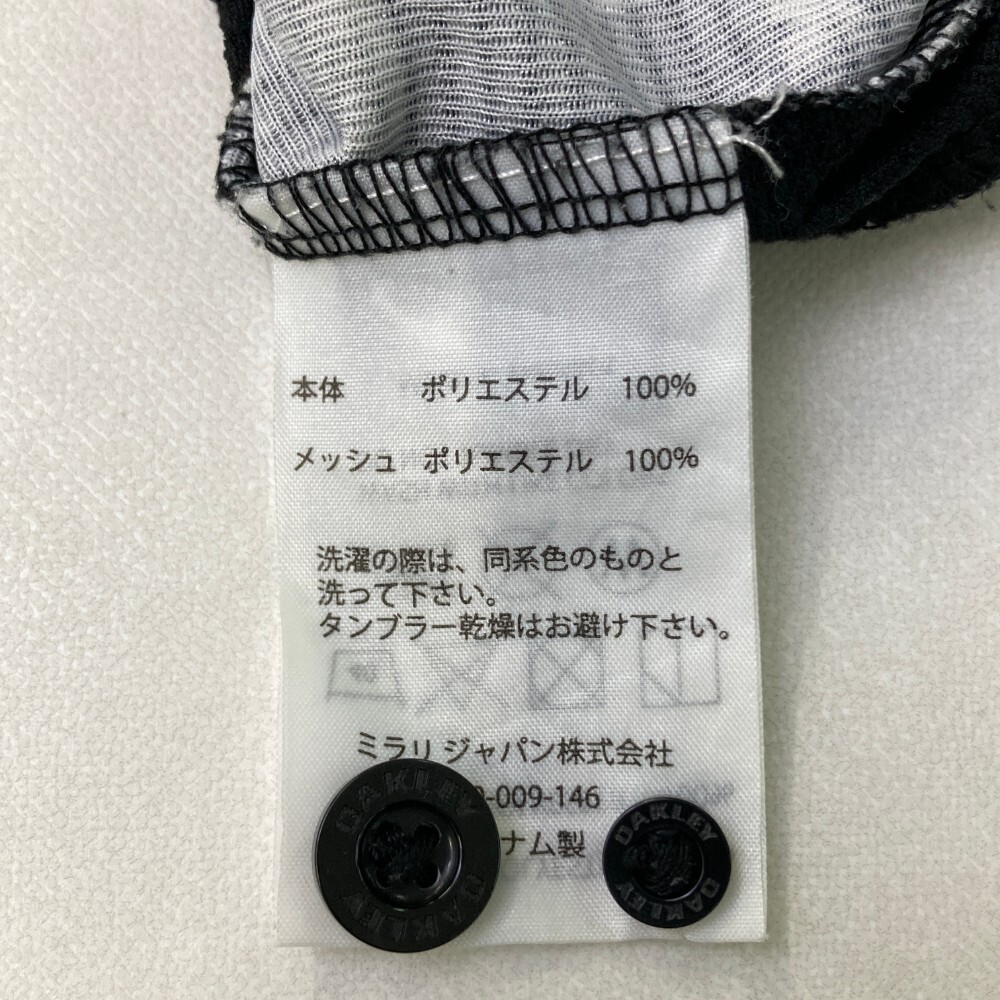 本体 ポリエステル 100%
メッシュ ポリエステル 100%
洗濯の際は、同系色のものと
洗って下さい。
タンブラー乾燥はお避け下さい。
ミラリ ジャパン株式会社
-009-146
ナム製
OAKLEY
OAKLEY
OAKLEY
OAKLEY